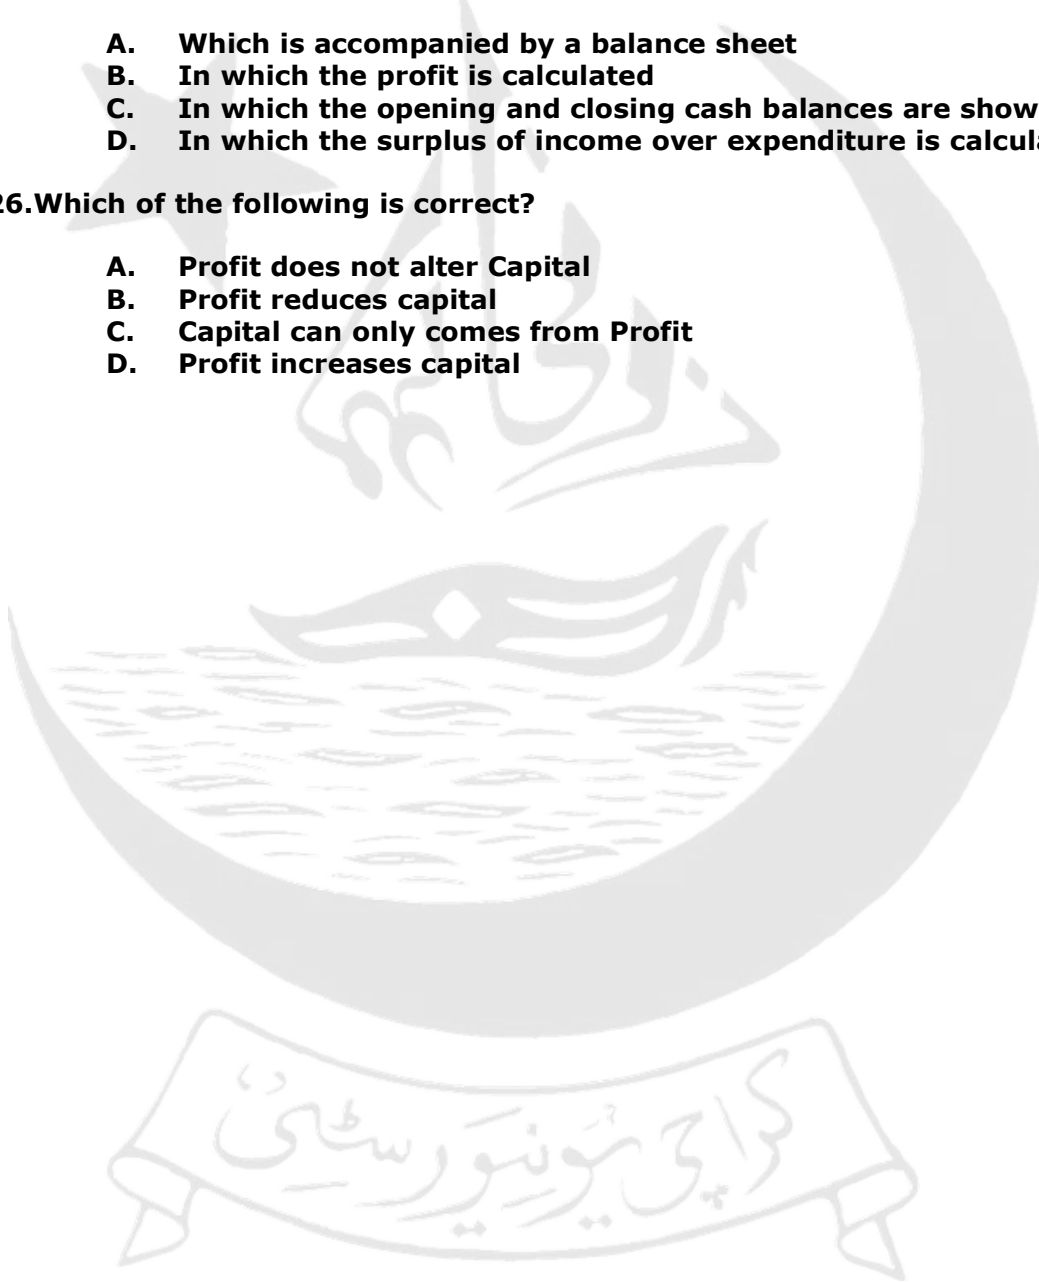 A. Which is accompanied by a balance sheet
B. In which the profit is calculated
C. In which the opening and closing cash balances are show
D. In which the surplus of income over expenditure is calcul
26.Which of the following is correct?
A. Profit does not alter Capital
B. Profit reduces capital
C. Capital can only comes from Profit
D. Profit increases capital
کراچی یونیورسٹی